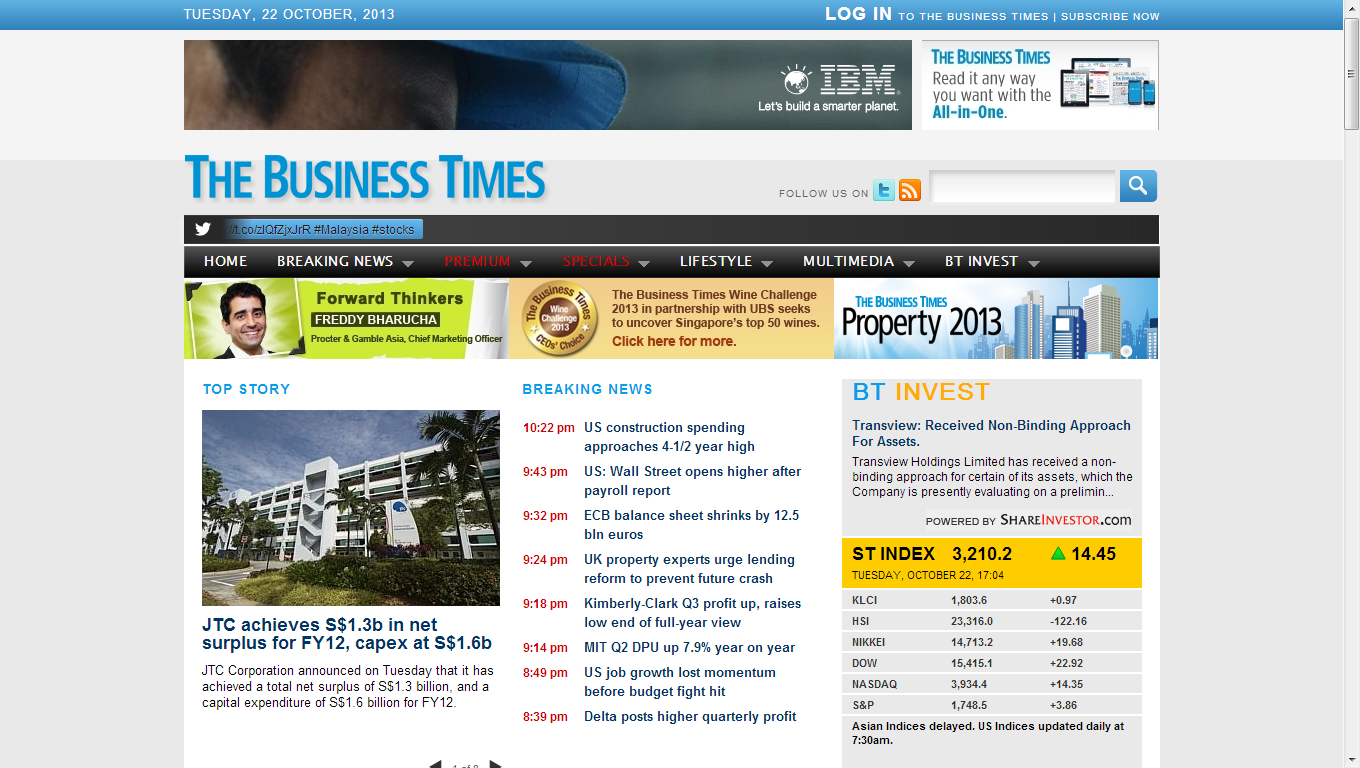 TUESDAY, 22 OCTOBER, 2013
LOG IN TO THE BUSINESS TIMES | SUBSCRIBE NOW
IBM
Let's build a smarter planet.
THE BUSINESS TIMES
Read it any way
you want with the
All-in-One.
THE BUSINESS TIMES
FOLLOW US ON
//t.co/zIQfZjxJrR #Malaysia #stocks
HOME BREAKING NEWS PREMIUM SPECIALS LIFESTYLE MULTIMEDIA BT INVEST
Forward Thinkers
FREDDY BHARUCHA
Procter & Gamble Asia, Chief Marketing Officer
The Business Times
Wine
Challenge
2013
CEOs' Choice
The Business Times Wine Challenge
2013 in partnership with UBS seeks
to uncover Singapore's top 50 wines.
Click here for more.
THE BUSINESS TIMES
Property 2013
TOP STORY
JTC achieves S$1.3b in net
surplus for FY12, capex at S$1.6b
JTC Corporation announced on Tuesday that it has
achieved a total net surplus of S$1.3 billion, and a
capital expenditure of S$1.6 billion for FY12.
1 of 8
BREAKING NEWS
10:22 pm US construction spending
approaches 4-1/2 year high
9:43 pm US: Wall Street opens higher after
payroll report
9:32 pm ECB balance sheet shrinks by 12.5
bln euros
9:24 pm UK property experts urge lending
reform to prevent future crash
9:18 pm Kimberly-Clark Q3 profit up, raises
low end of full-year view
9:14 pm MIT Q2 DPU up 7.9% year on year
8:49 pm US job growth lost momentum
before budget fight hit
8:39 pm Delta posts higher quarterly profit
BT INVEST
Transview: Received Non-Binding Approach
For Assets.
Transview Holdings Limited has received a non-
binding approach for certain of its assets, which the
Company is presently evaluating on a prelimin...
POWERED BY SHAREINVESTOR.com
ST INDEX 3,210.2 14.45
TUESDAY, OCTOBER 22, 17:04
KLCI 1,803.6 +0.97
HSI 23,316.0 -122.16
NIKKEI 14,713.2 +19.68
DOW 15,415.1 +22.92
NASDAQ 3,934.4 +14.35
S&P 1,748.5 +3.86
Asian Indices delayed. US Indices updated daily at
7:30am.